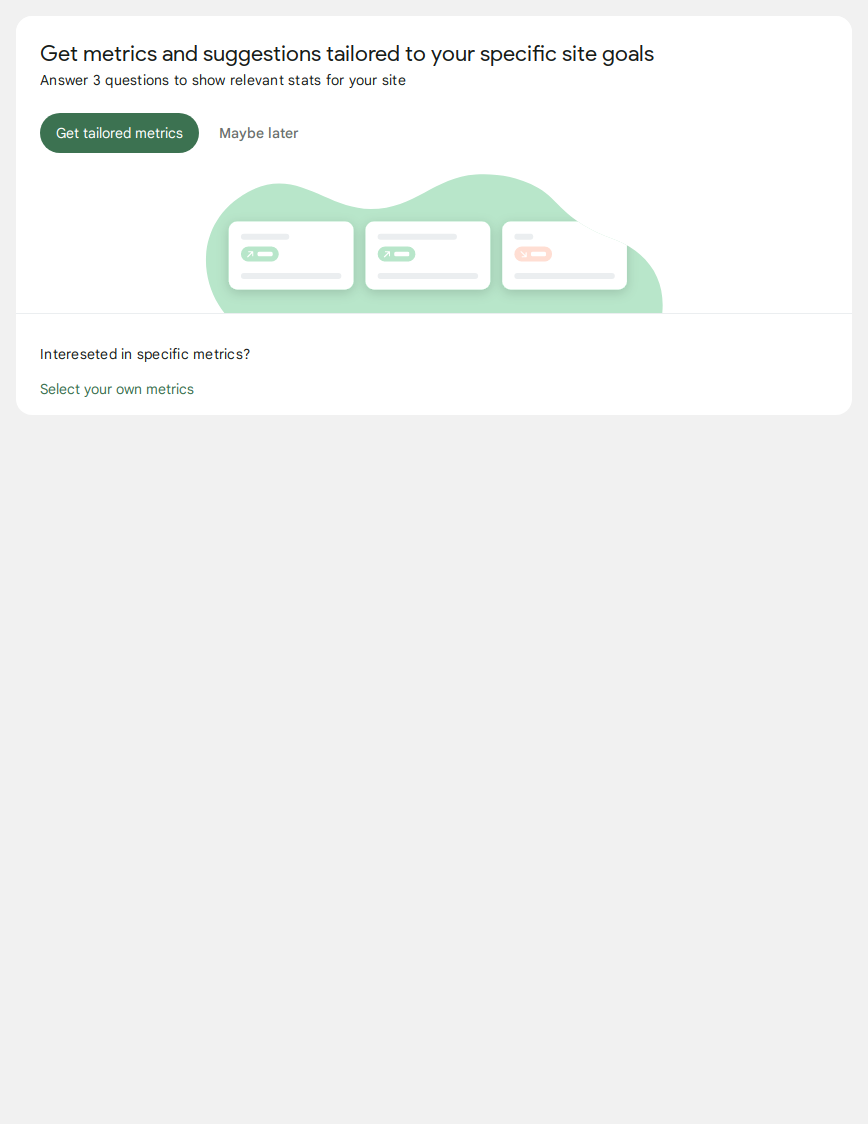 Get metrics and suggestions tailored to your specific site goals
Answer 3 questions to show relevant stats for your site
Get tailored metrics
Maybe later
Intereseted in specific metrics?
Select your own metrics